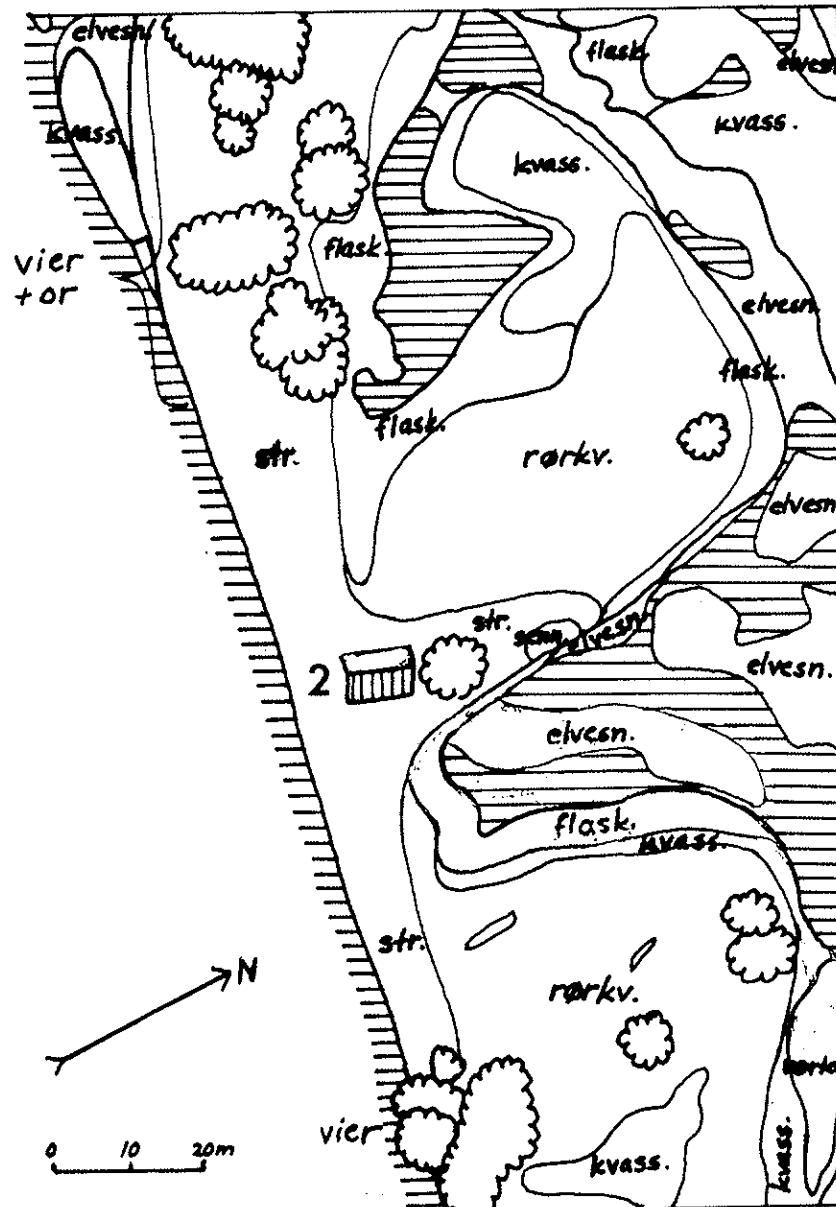 elvesn.
flask.
elvesn.
kvass.
kvass.
kvass.
vier
+ or
flask.
elvesn.
flask.
flask.
str.
rørkv.
elvesn.
str.
senn.
elvesn.
2
elvesn.
elvesn.
flask.
kvass.
str.
N
rørkv.
vier
kvass.
kvass.
0 10 20m